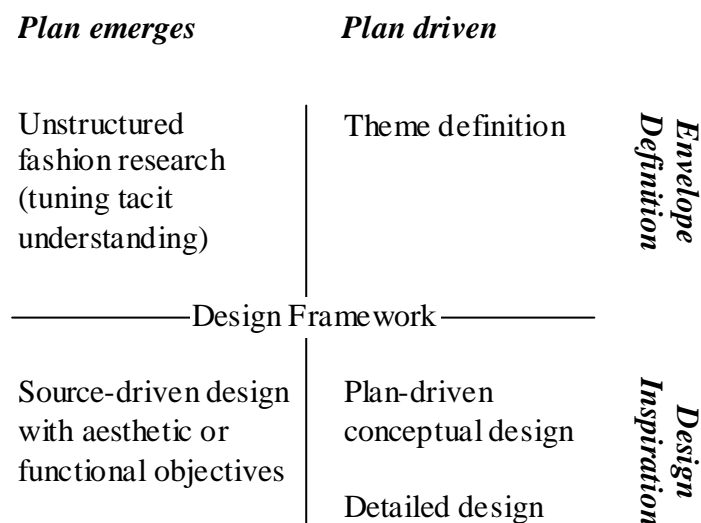 Plan emerges
Plan driven
Unstructured
fashion research
(tuning tacit
understanding)
Theme definition
Envelope
Definition
Design Framework
Source-driven design
with aesthetic or
functional objectives
Plan-driven
conceptual design
Detailed design
Design
Inspiration